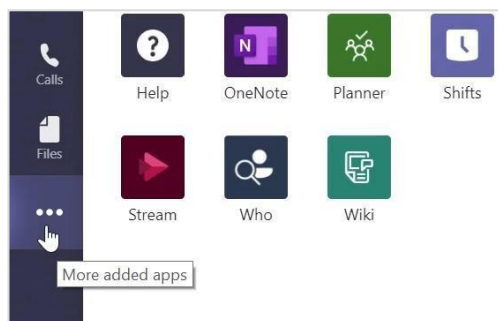 Calls
Files
More added apps
?
Help
N
OneNote
Planner
Shifts
Stream
Who
Wiki